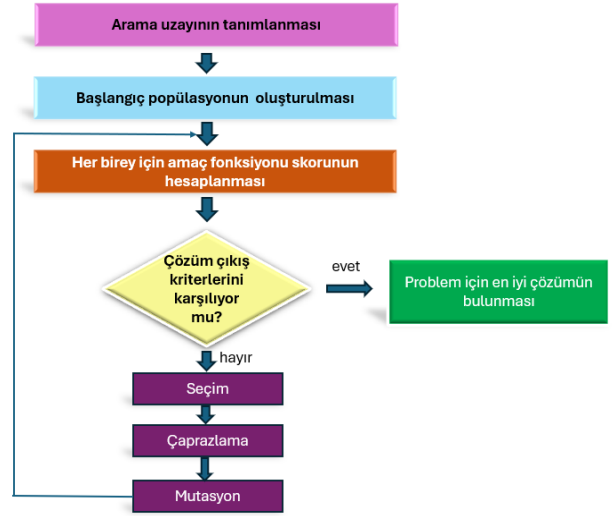 Arama uzayının tanımlanması
Başlangıç popülasyonun oluşturulması
Her birey için amaç fonksiyonu skorunun
hesaplanması
Çözüm çıkış
kriterlerini
karşılıyor
mu?
evet
Problem için en iyi çözümün
bulunması
hayır
Seçim
Çaprazlama
Mutasyon